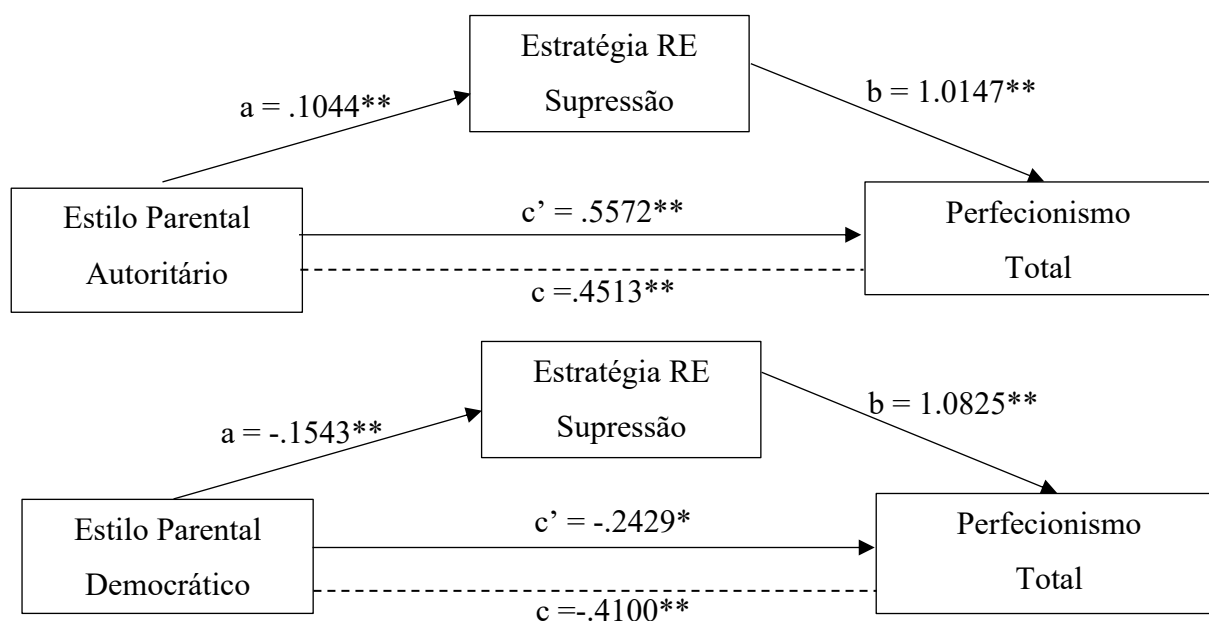 Estratégia RE
Supressão
a = .1044**
b = 1.0147**
Estilo Parental
Autoritário
c’ = .5572**
Perfecionismo
Total
c =.4513**
Estratégia RE
Supressão
a = -.1543**
b = 1.0825**
Estilo Parental
Democrático
c’ = -.2429*
Perfecionismo
Total
c =-.4100**